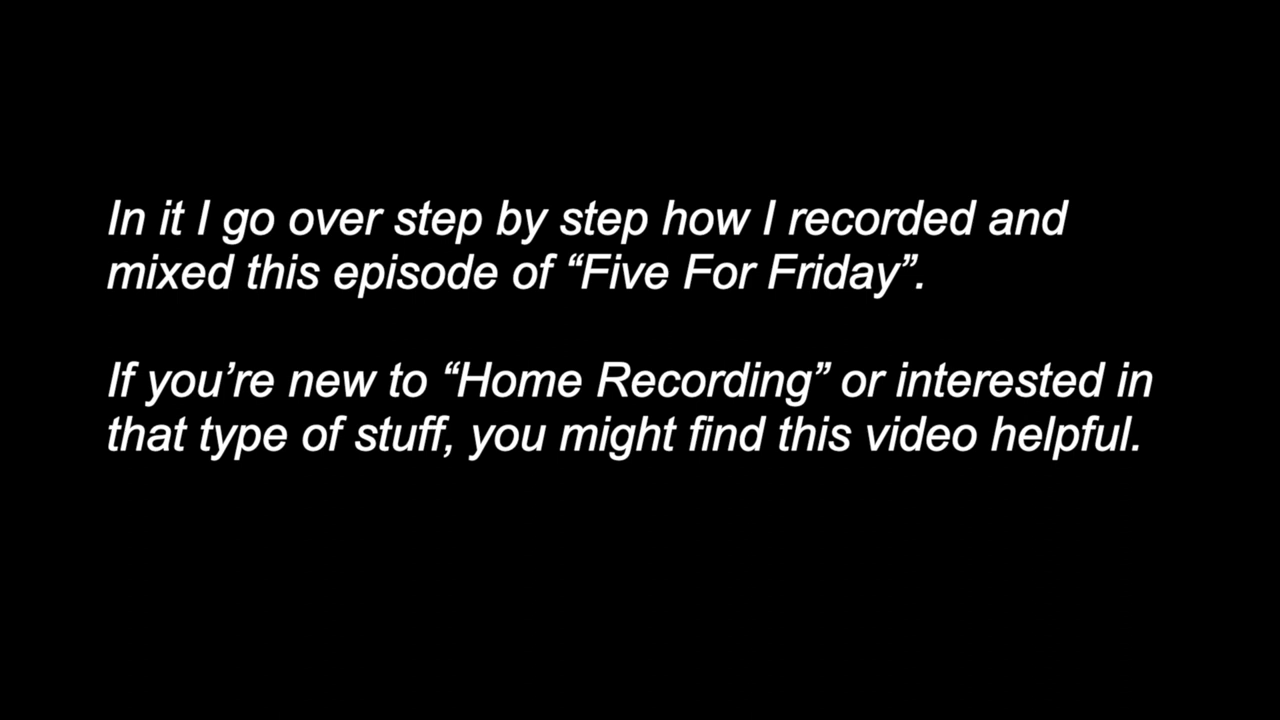 In it I go over step by step how I recorded and
mixed this episode of “Five For Friday”.
If you’re new to “Home Recording” or interested in
that type of stuff, you might find this video helpful.